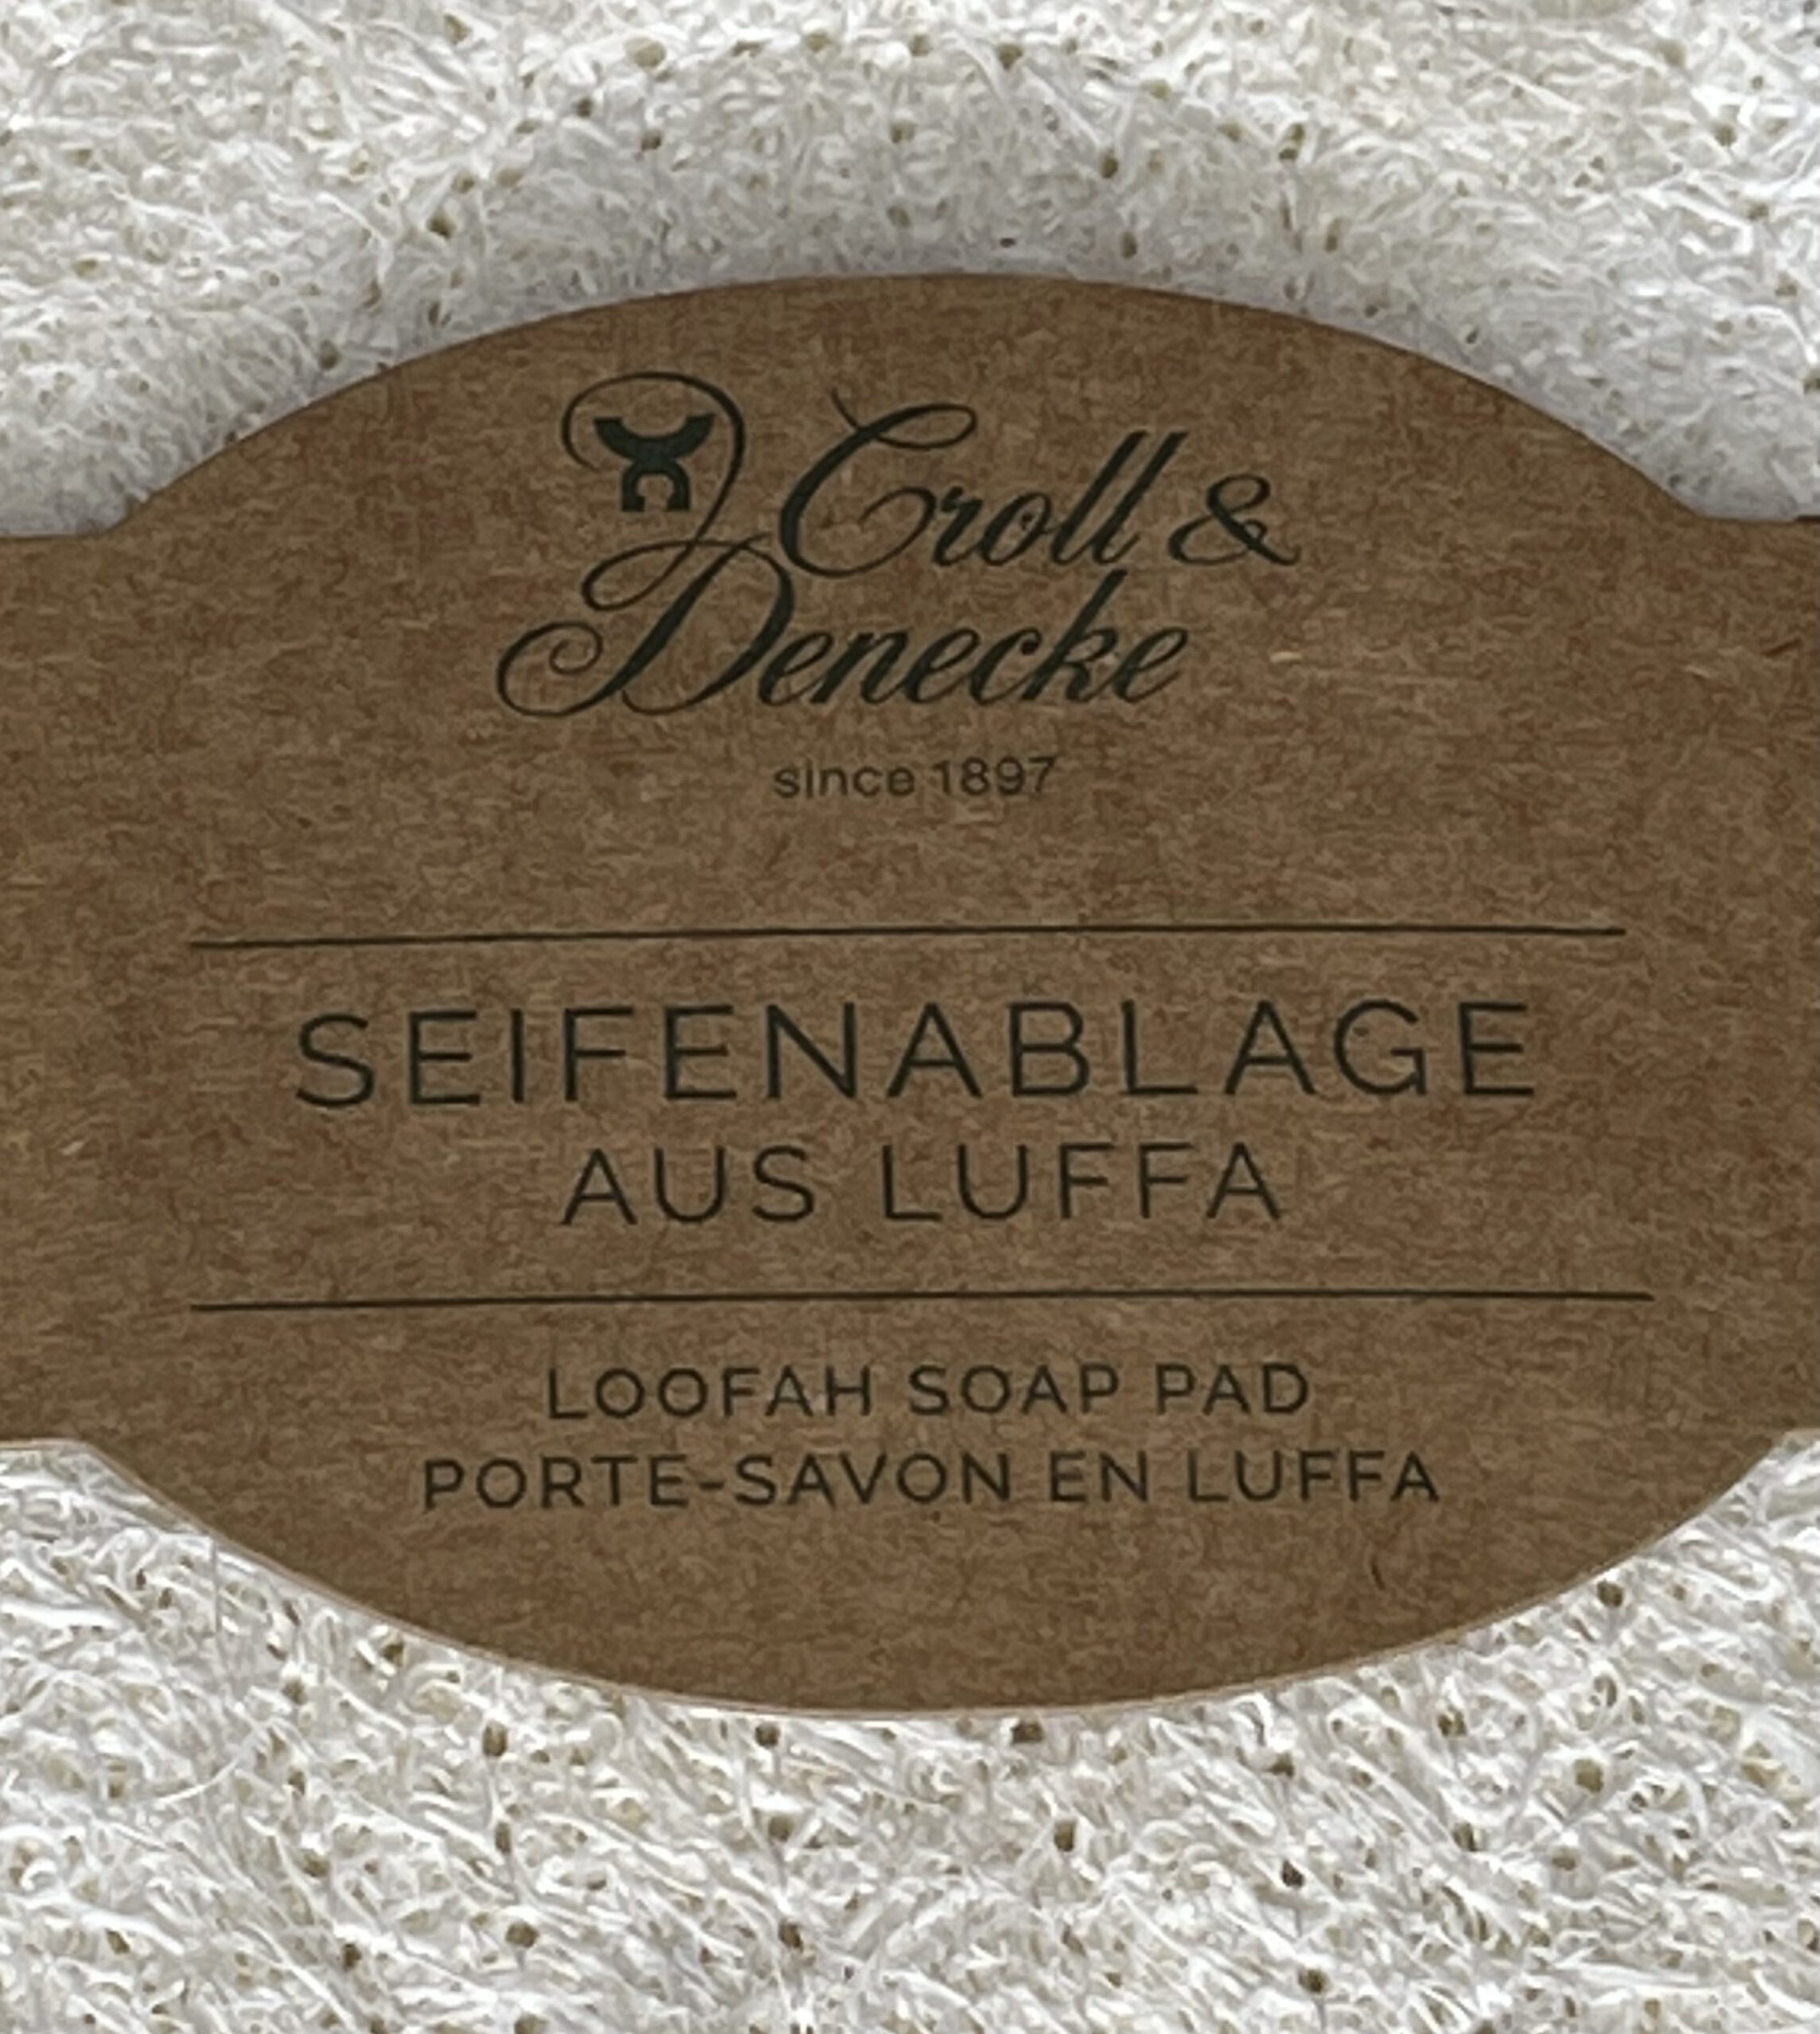 Croll &
Denecke
since 1897
SEIFENABLAGE
AUS LUFFA
LOOFAH SOAP PAD
PORTE-SAVON EN LUFFA